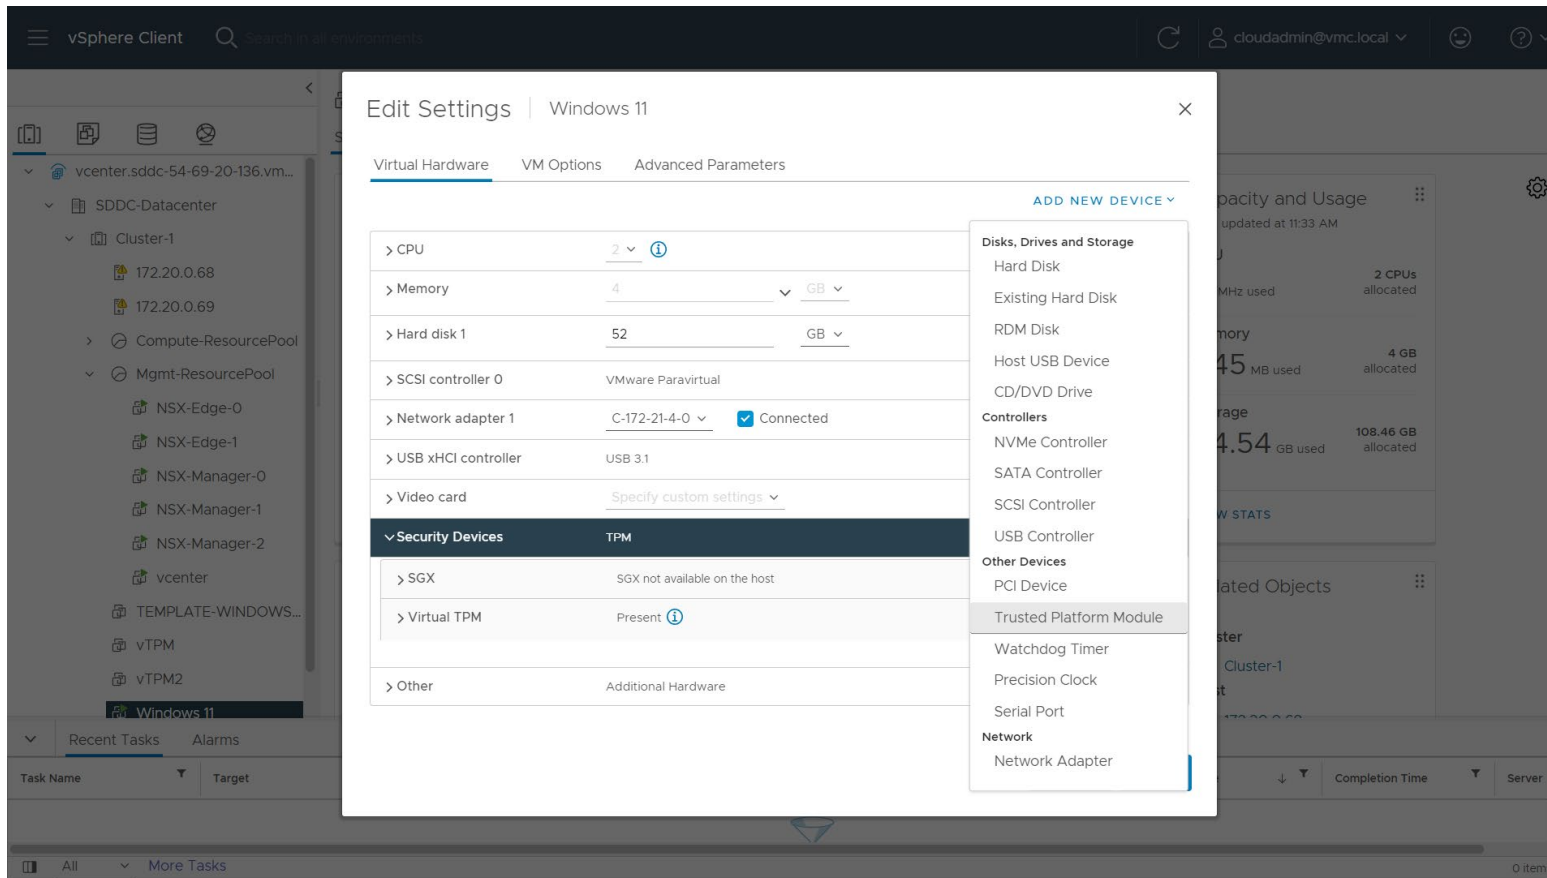 vSphere Client
Search in all environments
cloudadmin@vmc.local
vcenter.sddc-54-69-20-136.vm...
SDDC-Datacenter
Cluster-1
172.20.0.68
172.20.0.69
Compute-ResourcePool
Mgmt-ResourcePool
NSX-Edge-0
NSX-Edge-1
NSX-Manager-0
NSX-Manager-1
NSX-Manager-2
vcenter
TEMPLATE-WINDOWS...
vTPM
vTPM2
Windows 11
Edit Settings
Windows 11
Virtual Hardware
VM Options
Advanced Parameters
ADD NEW DEVICE
CPU
2
Memory
4
GB
Hard disk 1
52
GB
SCSI controller 0
VMware Paravirtual
Network adapter 1
C-172-21-4-0
Connected
USB xHCI controller
USB 3.1
Video card
Specify custom settings
Security Devices
TPM
SGX
SGX not available on the host
Virtual TPM
Present
Other
Additional Hardware
Disks, Drives and Storage
Hard Disk
Existing Hard Disk
RDM Disk
Host USB Device
CD/DVD Drive
Controllers
NVMe Controller
SATA Controller
SCSI Controller
USB Controller
Other Devices
PCI Device
Trusted Platform Module
Watchdog Timer
Precision Clock
Serial Port
Network
Network Adapter
pacity and Usage
updated at 11:33 AM
2 CPUs
MHz used
allocated
mory
4 GB
45 MB used
allocated
rage
108.46 GB
4.54 GB used
allocated
W STATS
lated Objects
ster
Cluster-1
st
Recent Tasks
Alarms
Task Name
Target
Completion Time
Server
All
More Tasks
0 item